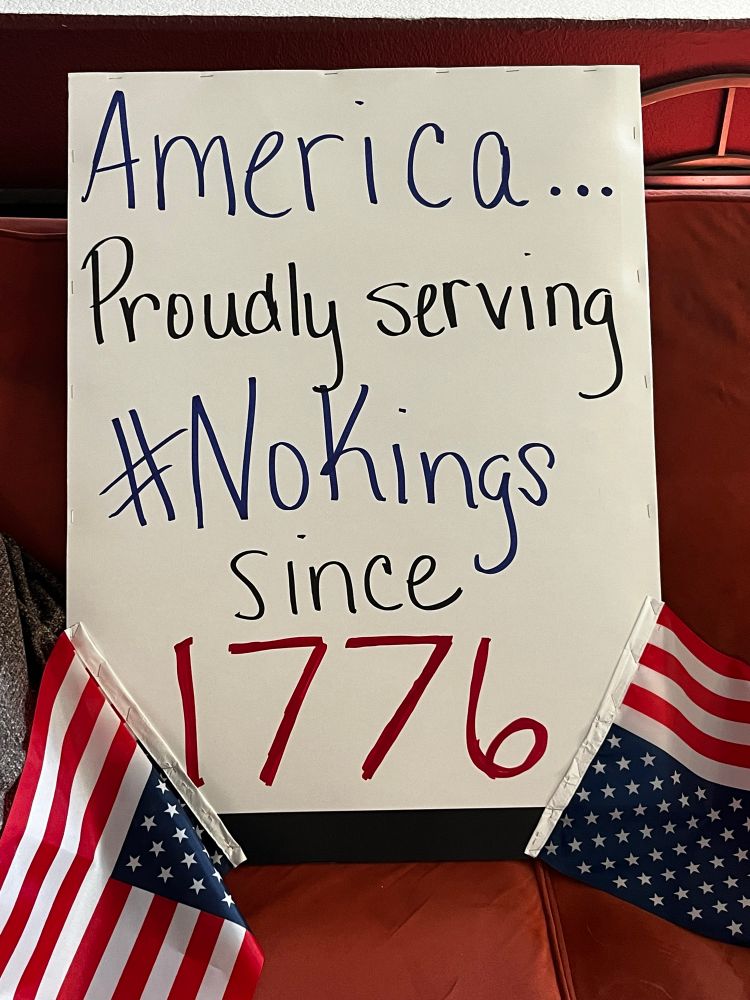 America...
Proudly serving
#NoKings
since
1776